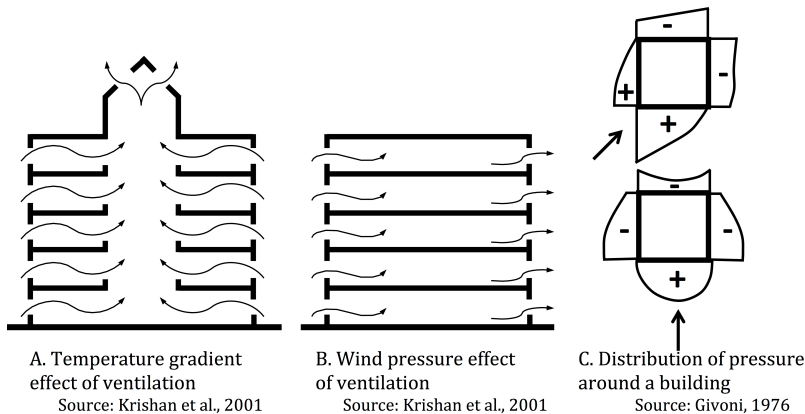 -
-
+
+
-
-
-
+
A. Temperature gradient
effect of ventilation
Source: Krishan et al., 2001
B. Wind pressure effect
of ventilation
Source: Krishan et al., 2001
C. Distribution of pressure
around a building
Source: Givoni, 1976